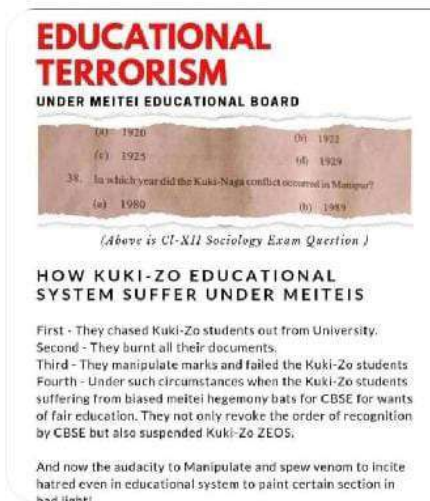 EDUCATIONAL
TERRORISM
UNDER MEITEI EDUCATIONAL BOARD
(a) 1920 (b) 1922
(c) 1925 (d) 1929
38. In which year did the Kuki-Naga conflict occurred in Manipur?
(a) 1980 (b) 1989
(Above is Cl-XII Sociology Exam Question )
HOW KUKI-ZO EDUCATIONAL
SYSTEM SUFFER UNDER MEITEIS
First - They chased Kuki-Zo students out from University.
Second - They burnt all their documents.
Third - They manipulate marks and failed the Kuki-Zo students
Fourth - Under such circumstances when the Kuki-Zo students
suffering from biased meitei hegemony bats for CBSE for wants
of fair education. They not only revoke the order of recognition
by CBSE but also suspended Kuki-Zo ZEOS.
And now the audacity to Manipulate and spew venom to incite
hatred even in educational system to paint certain section in
bad light!